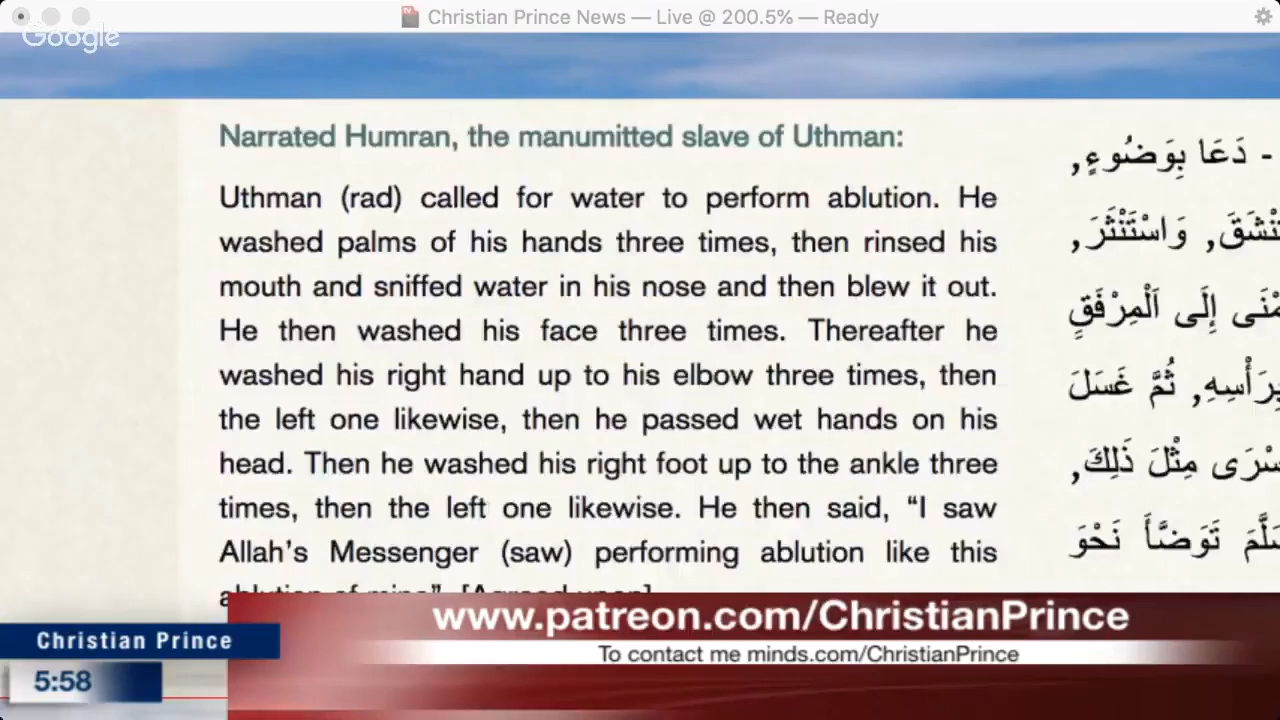 Christian Prince News — Live @ 200.5% — Ready
Google
Narrated Humran, the manumitted slave of Uthman:
Uthman (rad) called for water to perform ablution. He
washed palms of his hands three times, then rinsed his
mouth and sniffed water in his nose and then blew it out.
He then washed his face three times. Thereafter he
washed his right hand up to his elbow three times, then
the left one likewise, then he passed wet hands on his
head. Then he washed his right foot up to the ankle three
times, then the left one likewise. He then said, “I saw
Allah’s Messenger (saw) performing ablution like this
ablution of mine”. [Agreed upon]
- دَعَا بِوَضُوءٍ,
وَاسْتَنْثَرَ,
إِلَى اَلْمِرْفَقِ
ثُمَّ غَسَلَ
مِثْلَ ذَلِكَ,
تَوَضَّأَ نَحْوَ
www.patreon.com/ChristianPrince
To contact me minds.com/ChristianPrince
Christian Prince
5:58